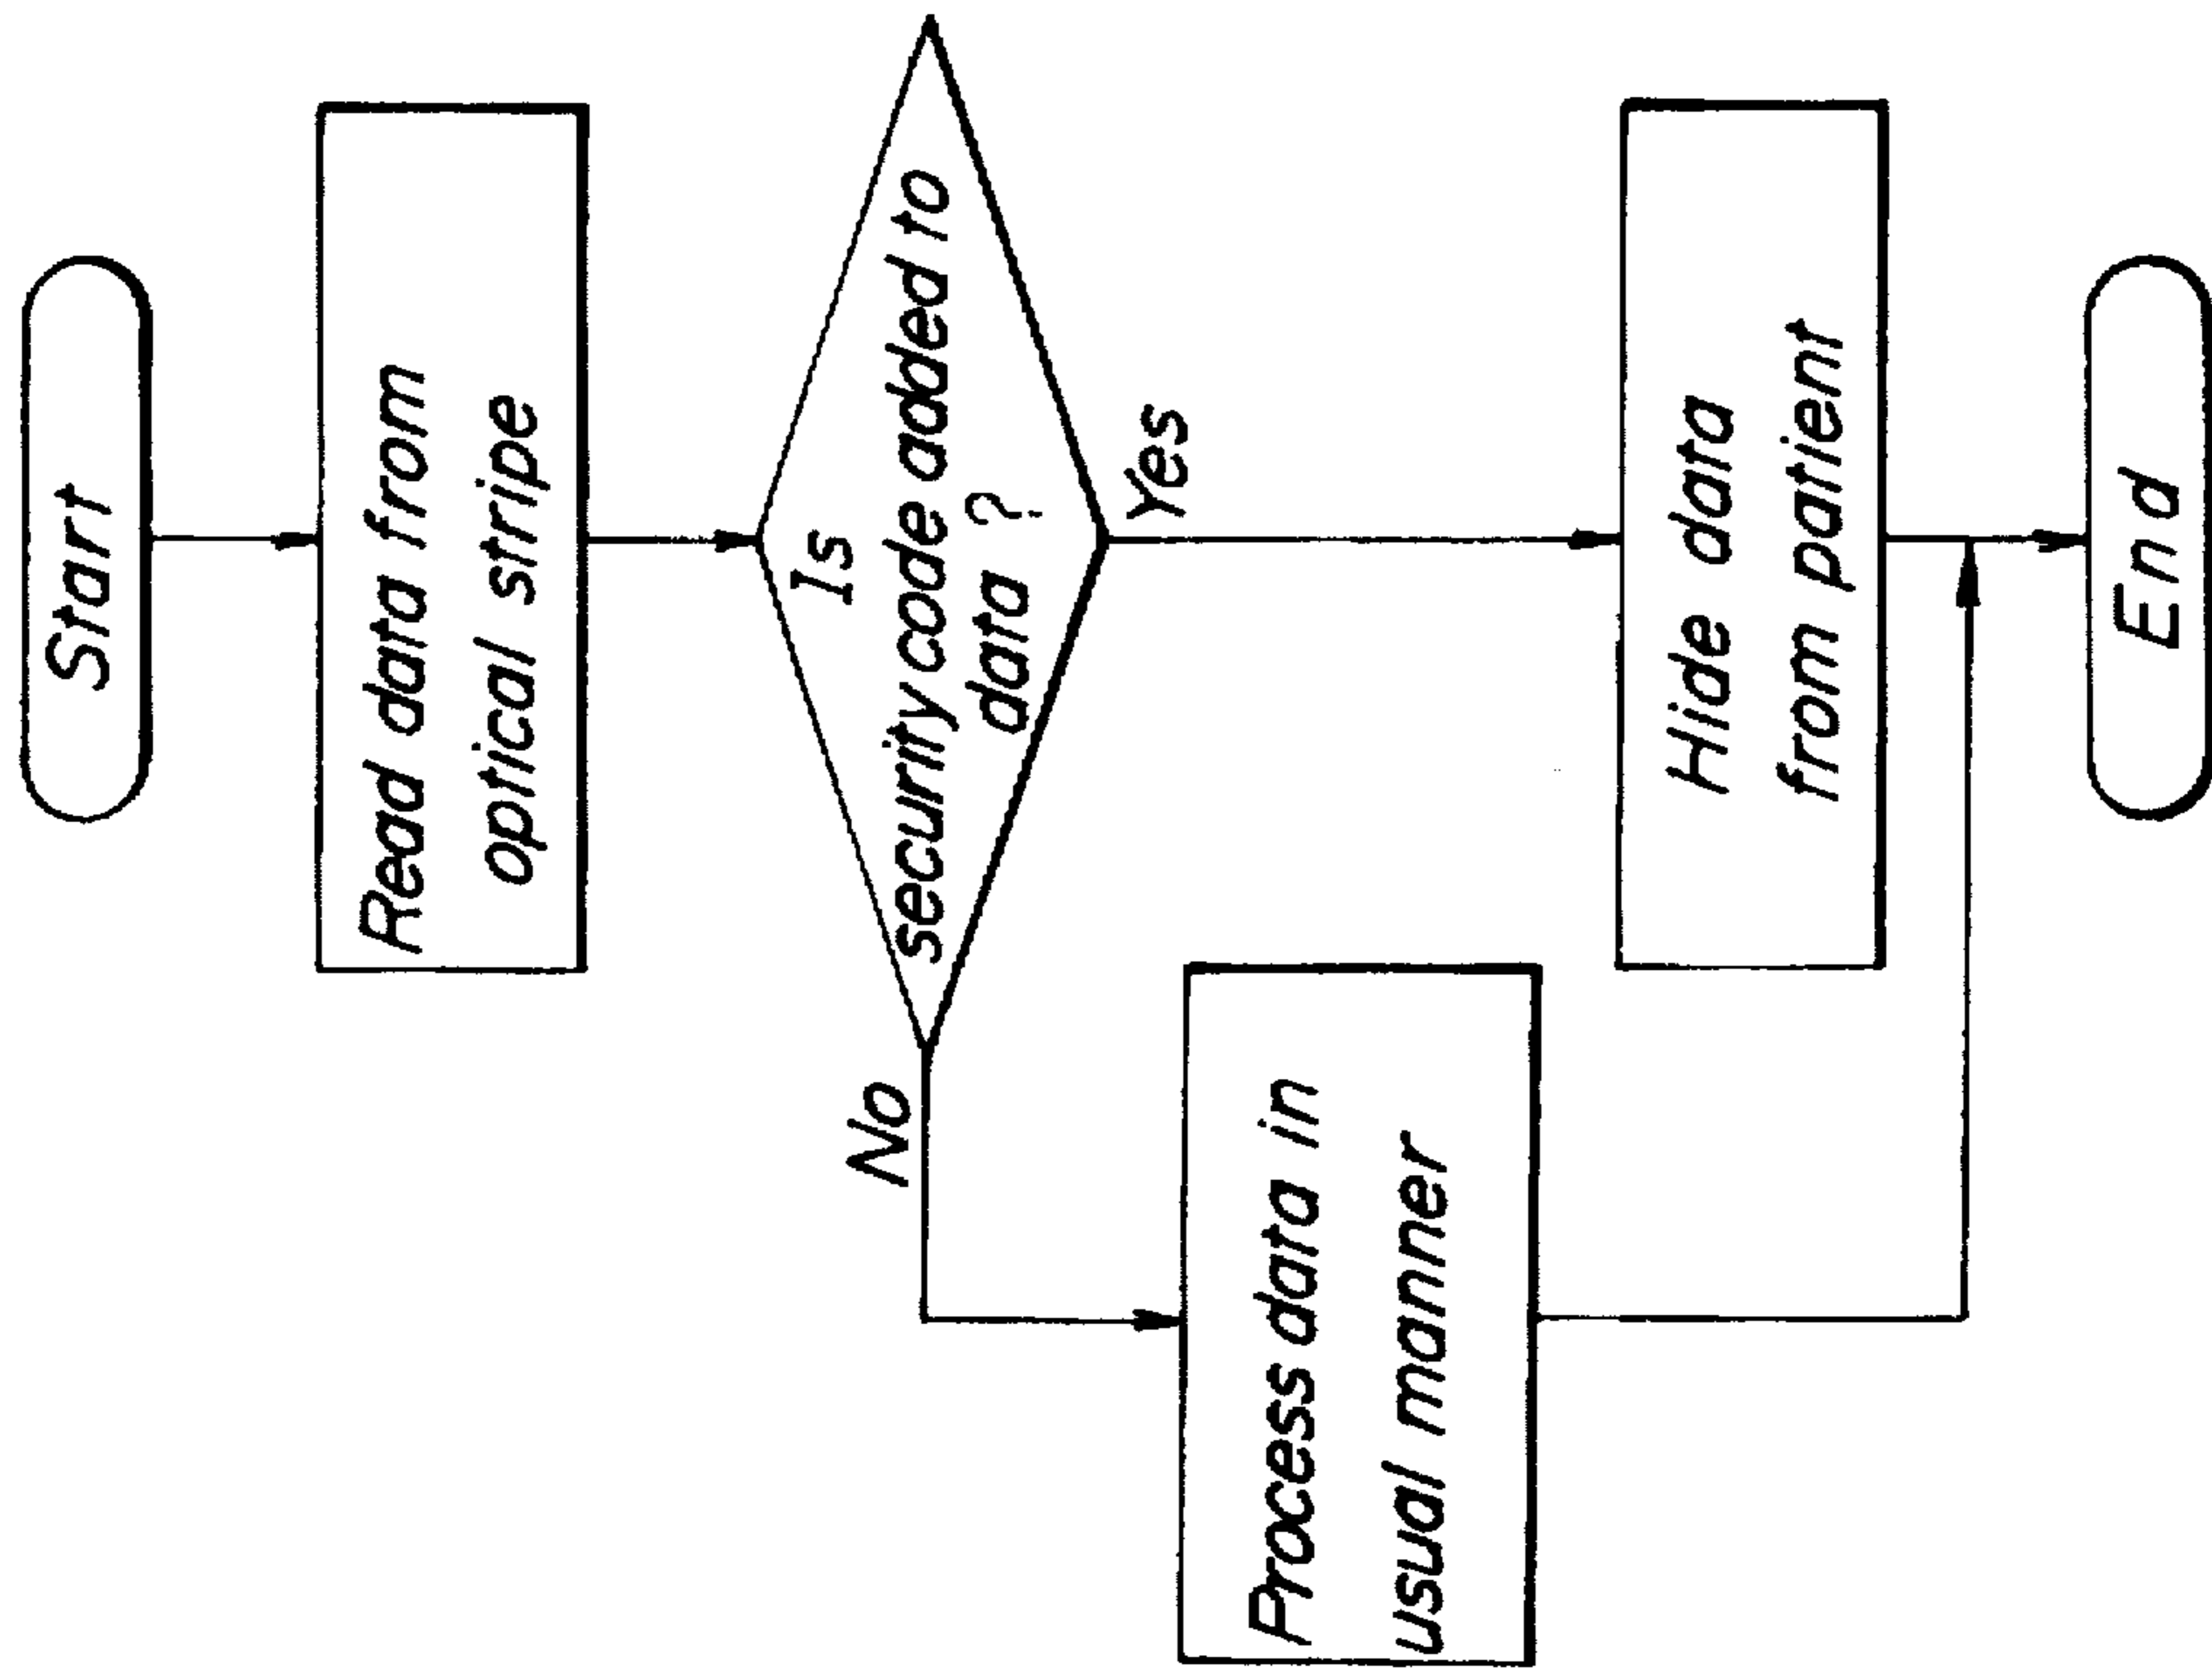 Start
Read data from
optical stripe
Is
security code added to
data ?
No
Yes
Process data in
usual manner
Hide data
from patient
End